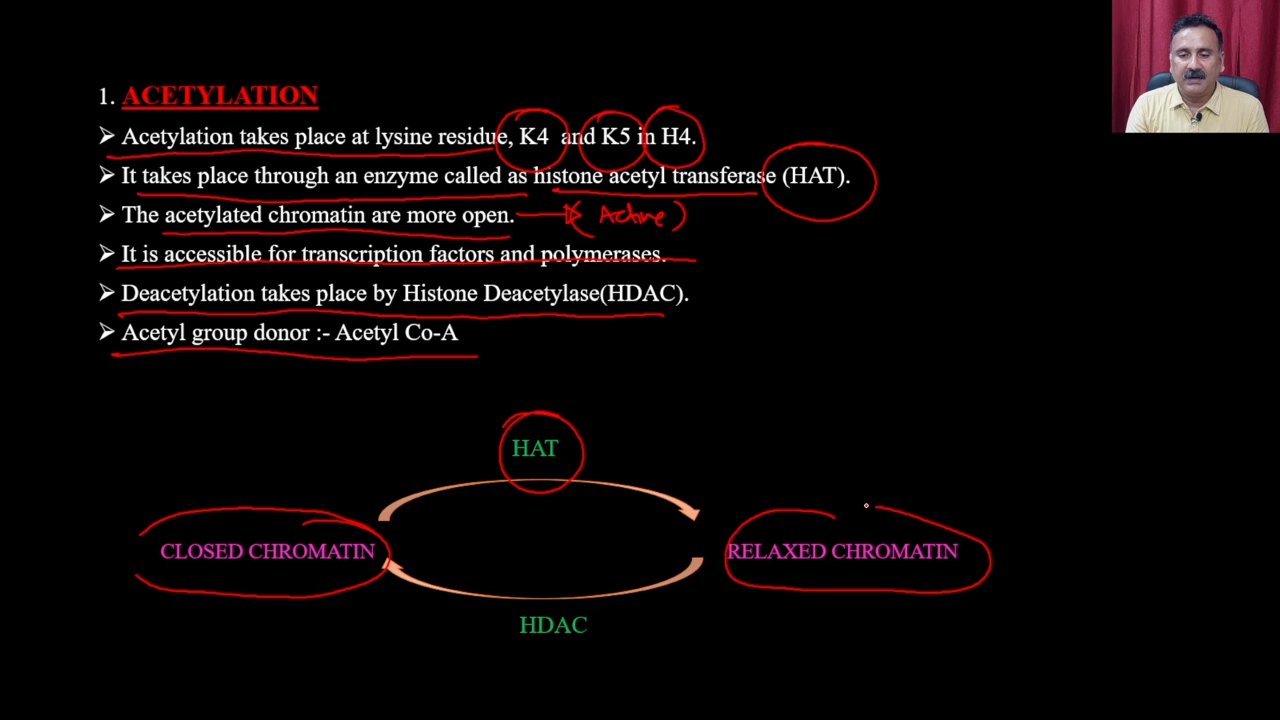 1. ACETYLATION
➢ Acetylation takes place at lysine residue, K4 and K5 in H4.
➢ It takes place through an enzyme called as histone acetyl transferase (HAT).
➢ The acetylated chromatin are more open. (Active)
➢ It is accessible for transcription factors and polymerases.
➢ Deacetylation takes place by Histone Deacetylase(HDAC).
➢ Acetyl group donor :- Acetyl Co-A
HAT
CLOSED CHROMATIN
RELAXED CHROMATIN
HDAC